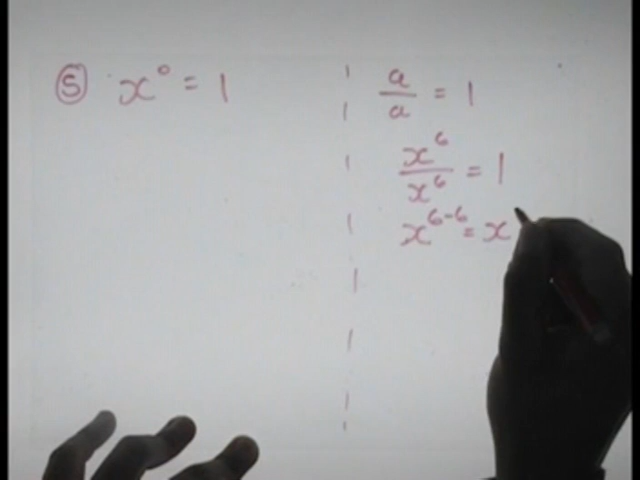 ⑤ x⁰ = 1
a/a = 1
x⁶/x⁶ = 1
x⁶⁻⁶ = x